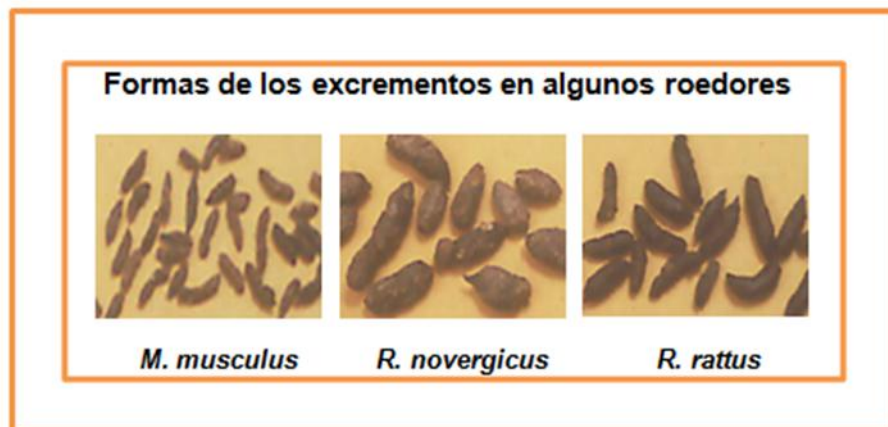 Formas de los excrementos en algunos roedores
M. musculus R. novergicus R. rattus